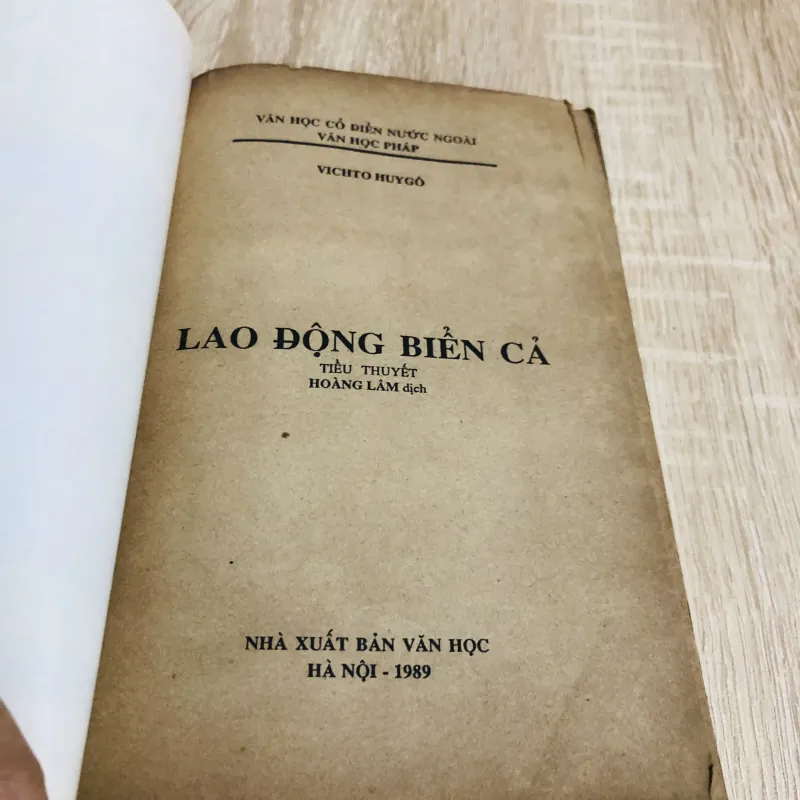 VĂN HỌC CỔ ĐIỂN NƯỚC NGOÀI
VĂN HỌC PHÁP
VICHTO HUYGÔ
LAO ĐỘNG BIỂN CẢ
TIỂU THUYẾT
HOÀNG LÂM dịch
NHÀ XUẤT BẢN VĂN HỌC
HÀ NỘI - 1989